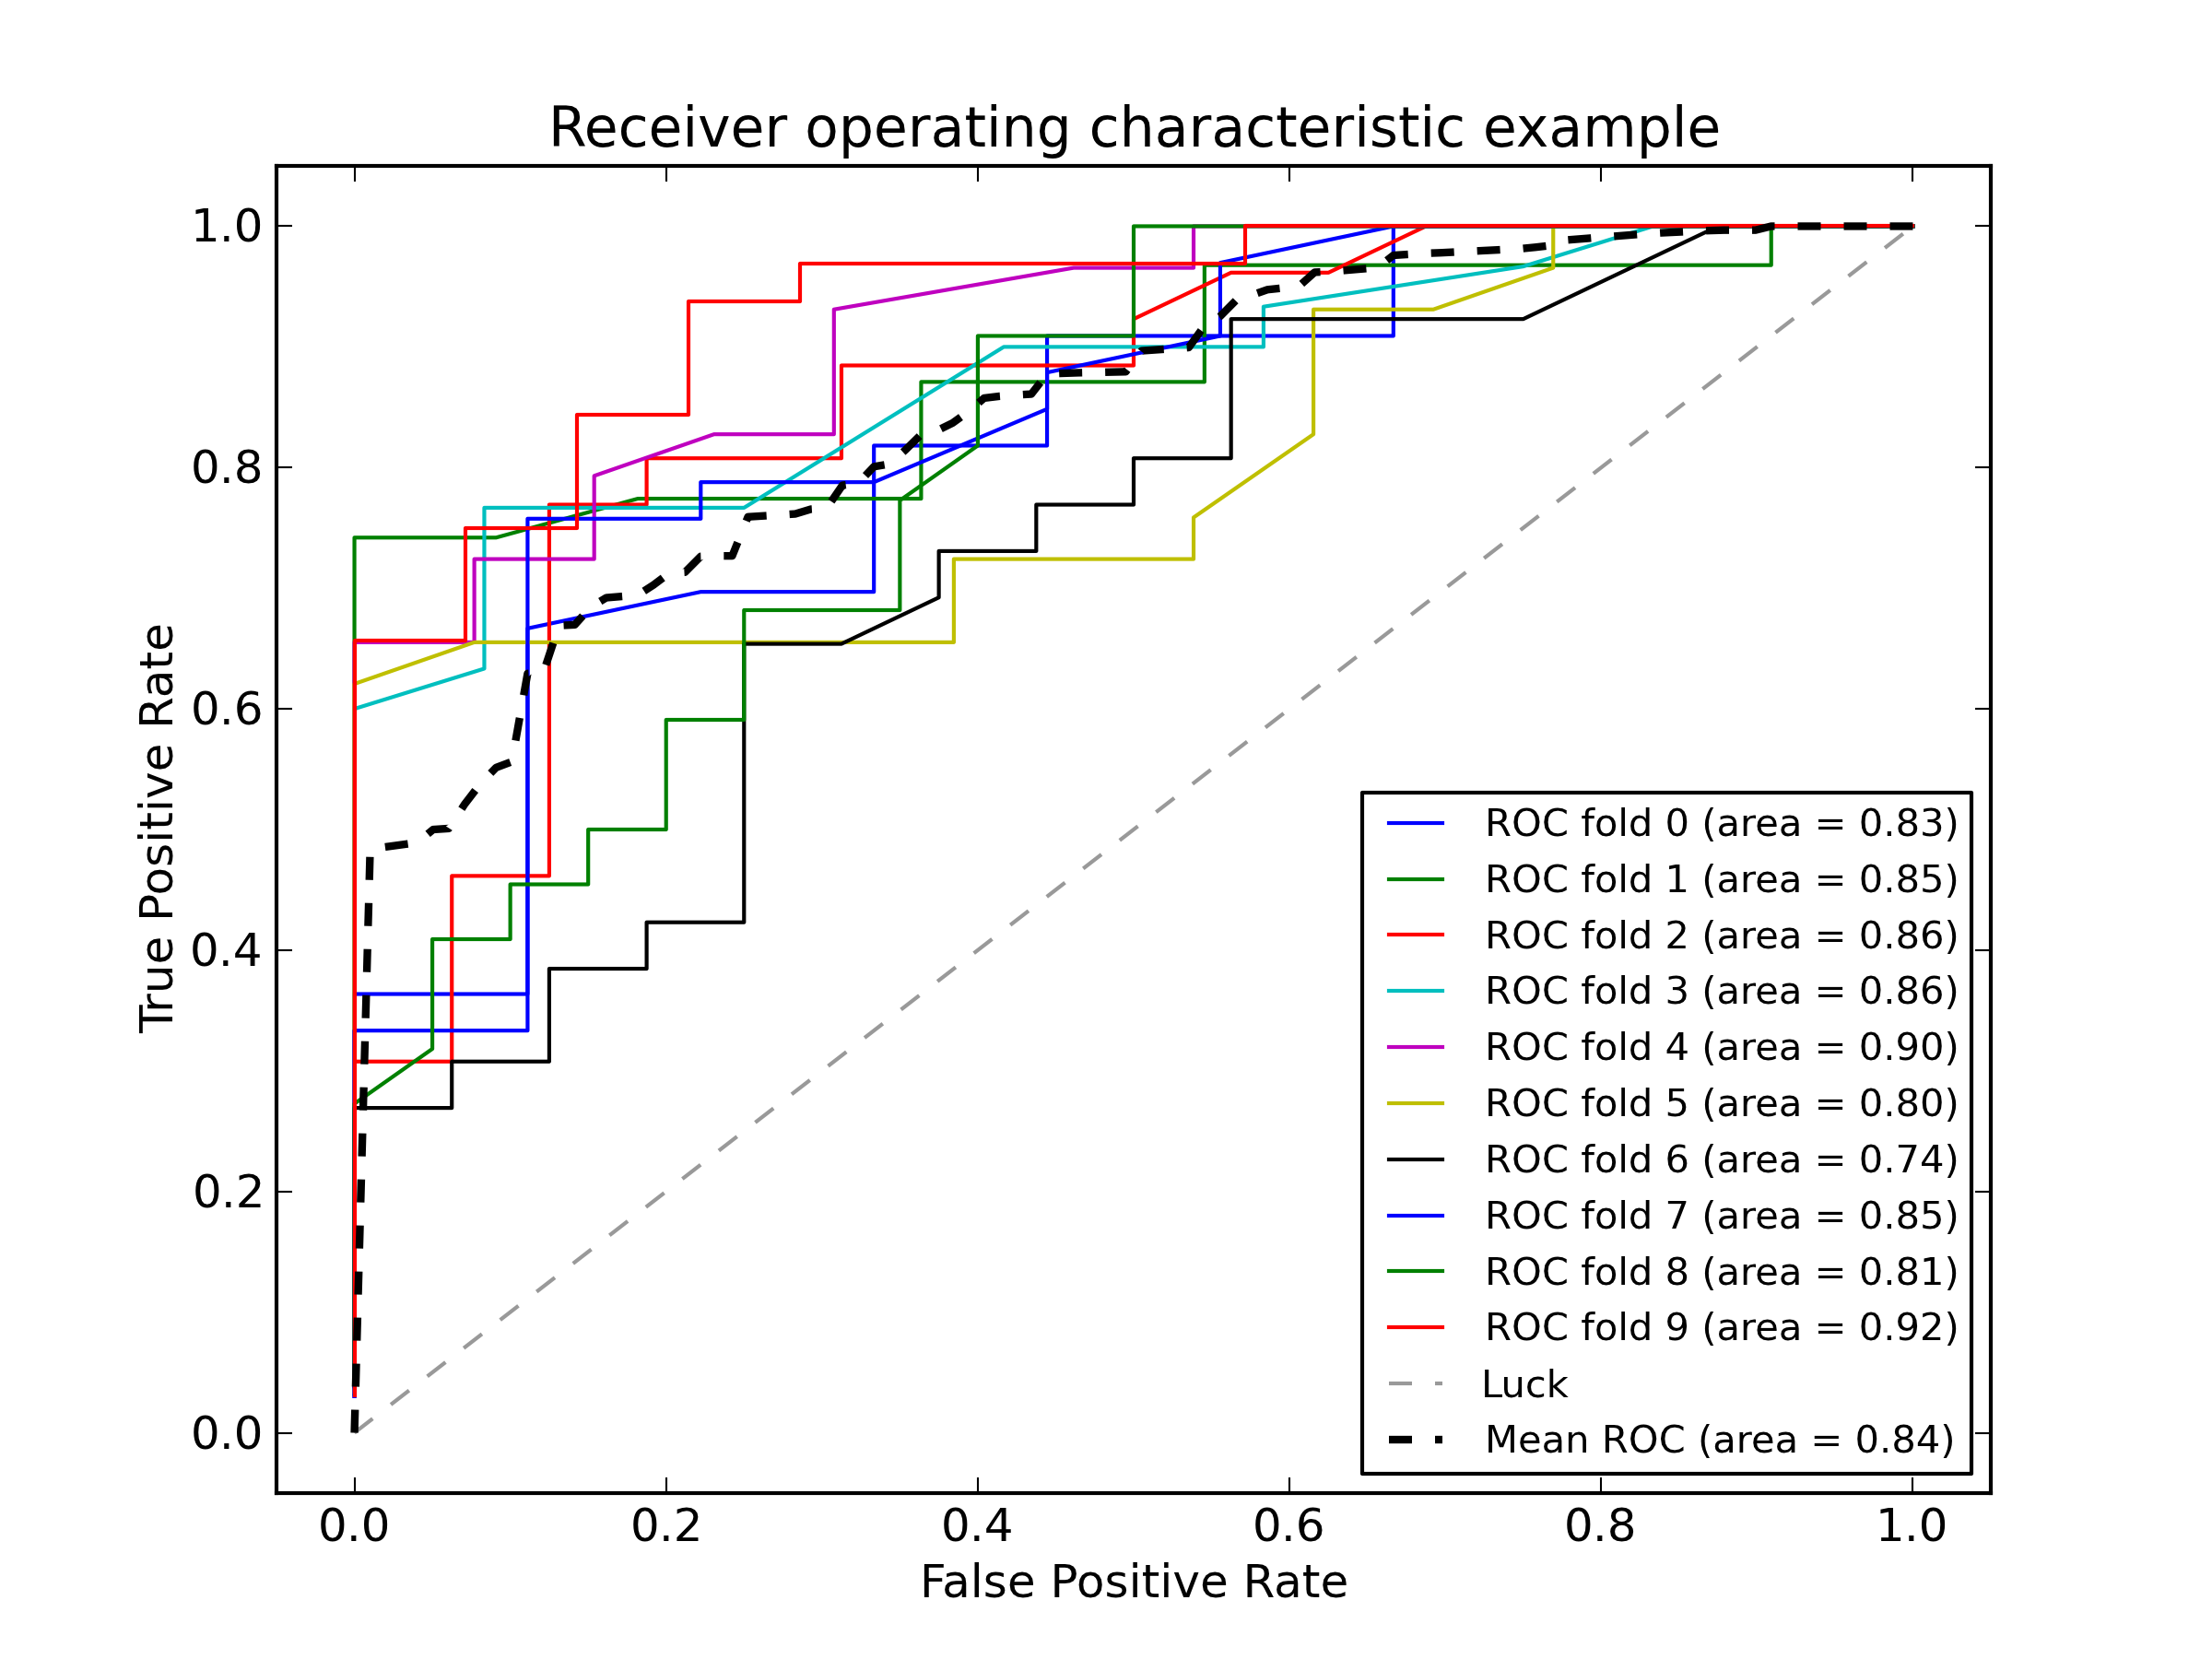 Receiver operating characteristic example
True Positive Rate
1.0
0.8
0.6
0.4
0.2
0.0
ROC fold 0 (area = 0.83)
ROC fold 1 (area = 0.85)
ROC fold 2 (area = 0.86)
ROC fold 3 (area = 0.86)
ROC fold 4 (area = 0.90)
ROC fold 5 (area = 0.80)
ROC fold 6 (area = 0.74)
ROC fold 7 (area = 0.85)
ROC fold 8 (area = 0.81)
ROC fold 9 (area = 0.92)
Luck
Mean ROC (area = 0.84)
0.0 0.2 0.4 0.6 0.8 1.0
False Positive Rate